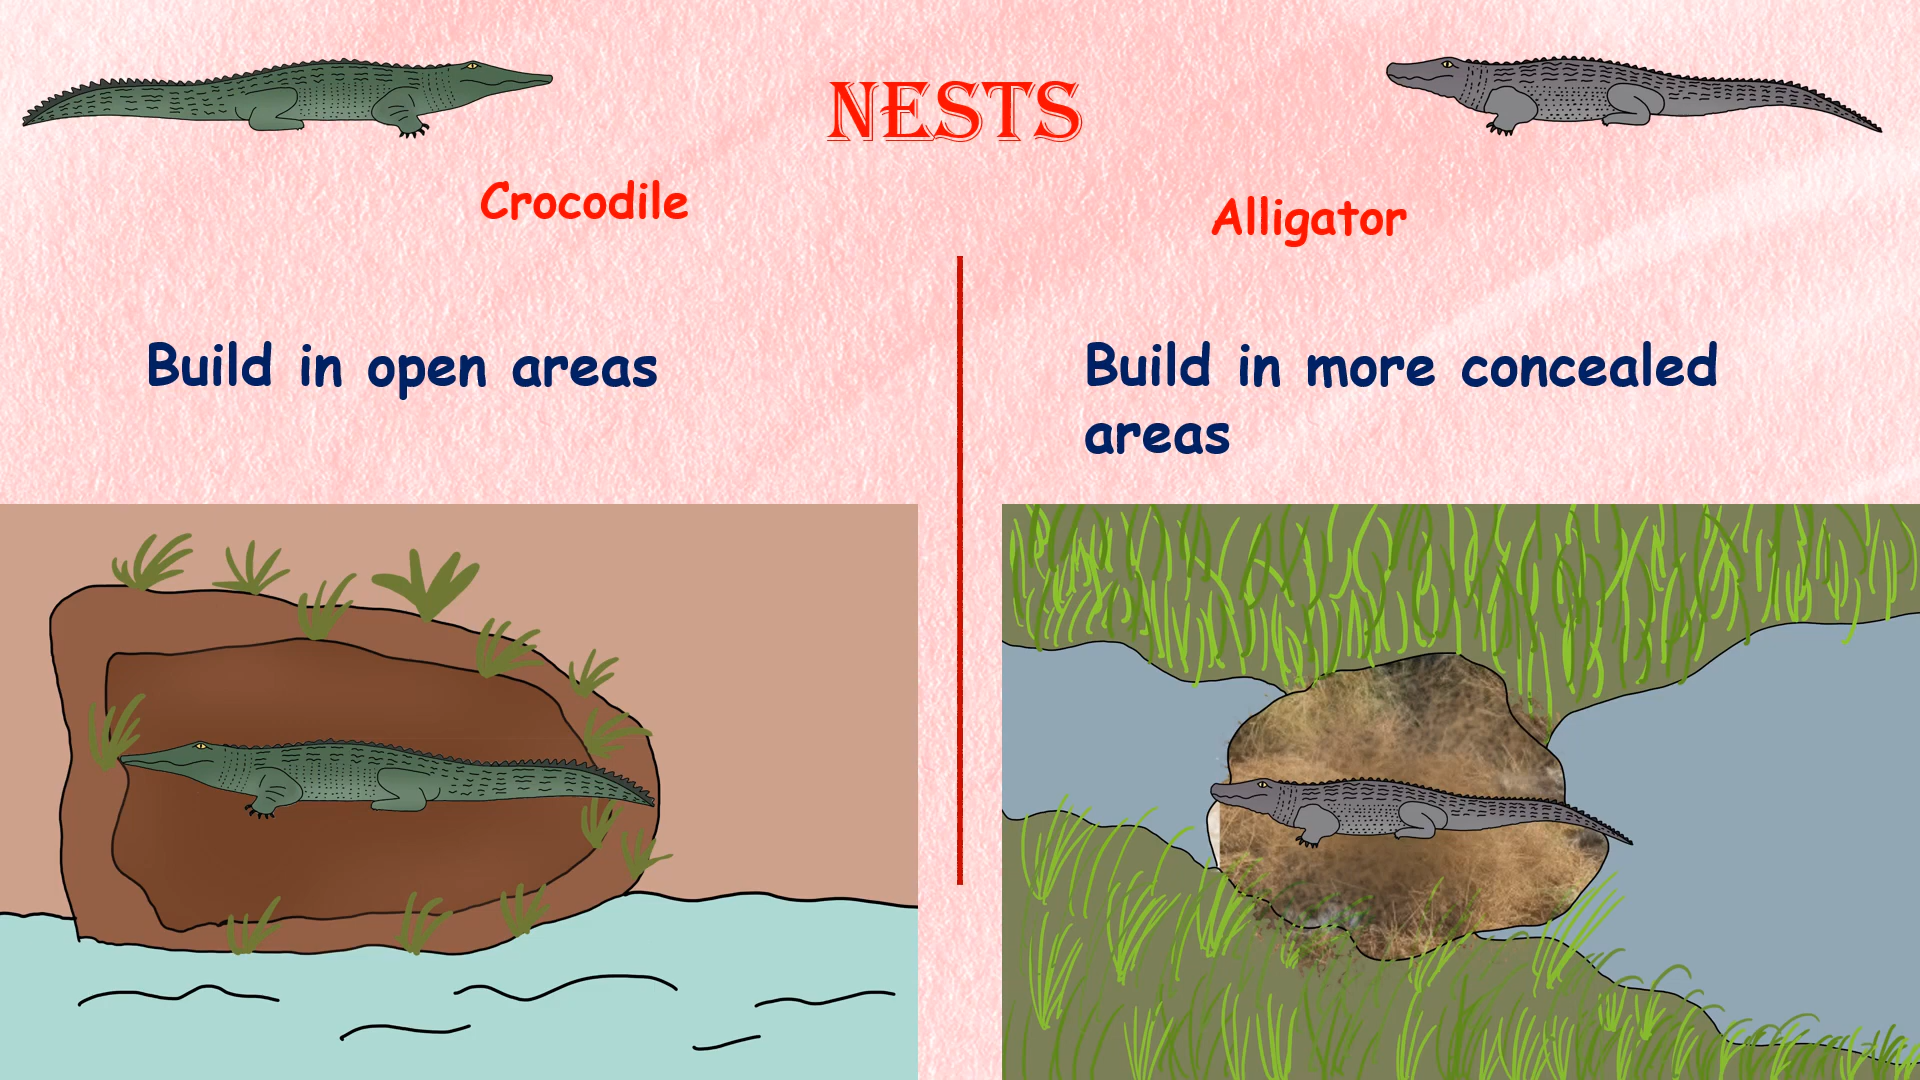 NESTS
Crocodile
Build in open areas
Alligator
Build in more concealed
areas